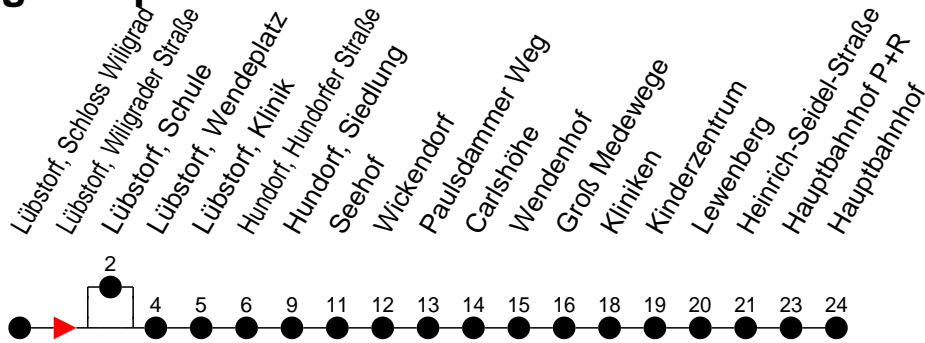 Lübstorf, Schloss Wiligrad
Lübstorf, Wiligrader Straße
Lübstorf, Schule
Lübstorf, Wendeplatz
Lübstorf, Klinik
Hundorf, Hundorfer Straße
Hundorf, Siedlung
Seehof
Wickendorf
Paulsdammer Weg
Carlshöhe
Wendenhof
Groß Medewege
Kliniken
Kinderzentrum
Lewenberg
Heinrich-Seidel-Straße
Hauptbahnhof P+R
Hauptbahnhof
2
4 5 6 9 11 12 13 14 15 16 18 19 20 21 23 24